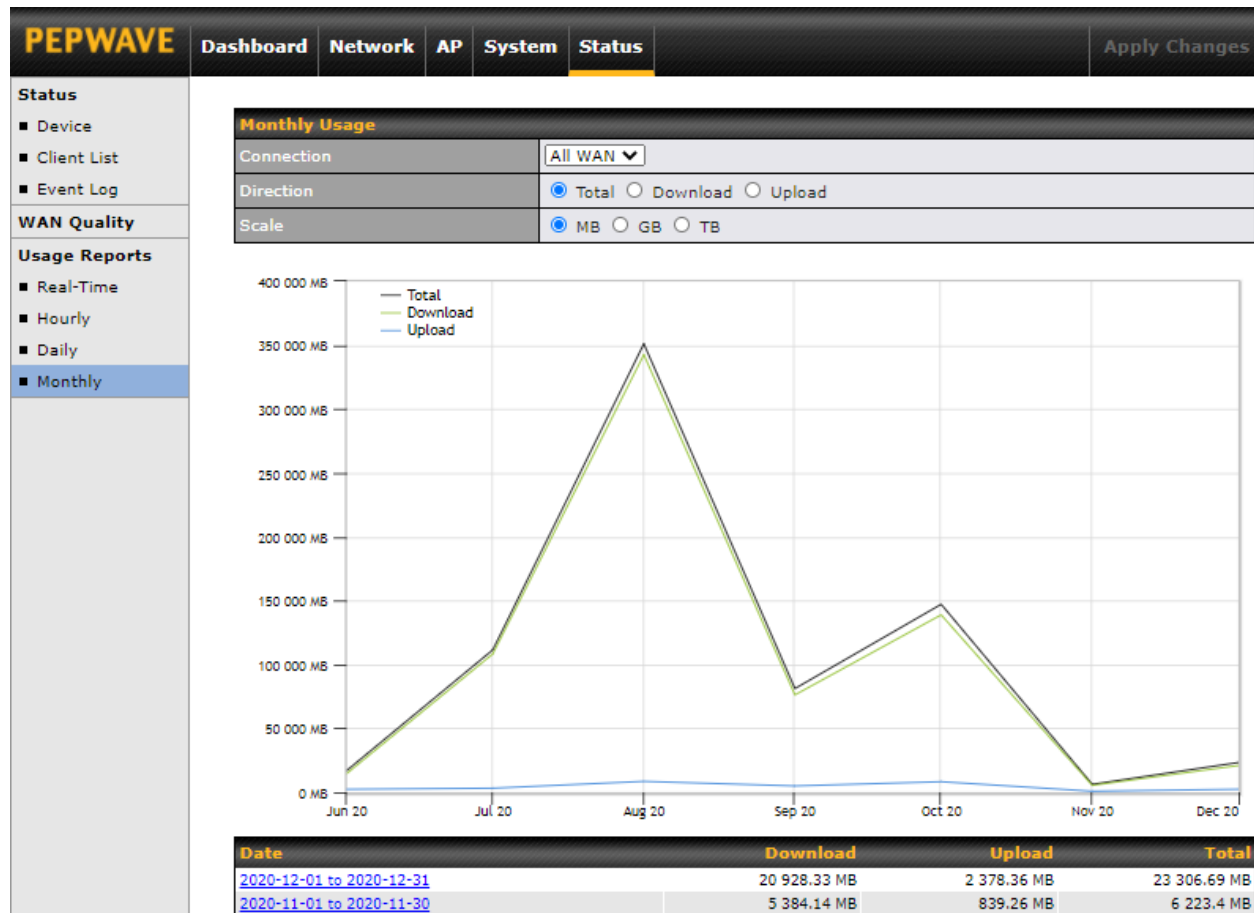 PEPWAVE Dashboard Network AP System Status Apply Changes
Status
Device
Client List
Event Log
WAN Quality
Usage Reports
Real-Time
Hourly
Daily
Monthly
Monthly Usage
Connection All WAN
Direction Total Download Upload
Scale MB GB TB
Total
Download
Upload
400 000 MB
350 000 MB
300 000 MB
250 000 MB
200 000 MB
150 000 MB
100 000 MB
50 000 MB
0 MB
Jun 20 Jul 20 Aug 20 Sep 20 Oct 20 Nov 20 Dec 20
Date Download Upload Total
2020-12-01 to 2020-12-31 20 928.33 MB 2 378.36 MB 23 306.69 MB
2020-11-01 to 2020-11-30 5 384.14 MB 839.26 MB 6 223.4 MB